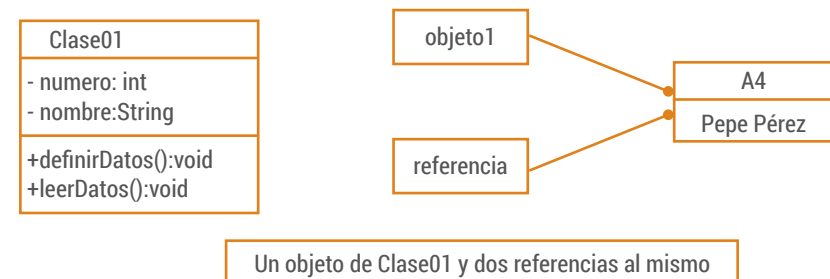 Clase01
- numero: int
- nombre:String
+definirDatos():void
+leerDatos():void
objeto1
referencia
A4
Pepe Pérez
Un objeto de Clase01 y dos referencias al mismo